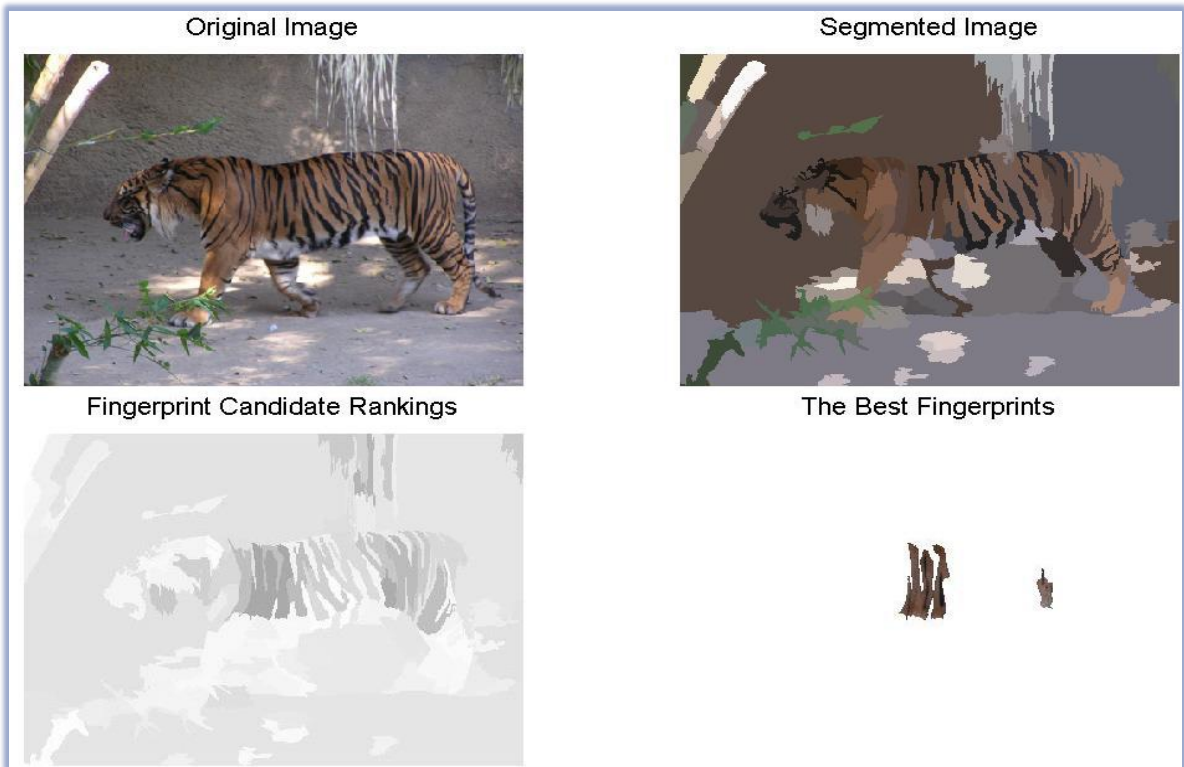 Original Image
Segmented Image
Fingerprint Candidate Rankings
The Best Fingerprints